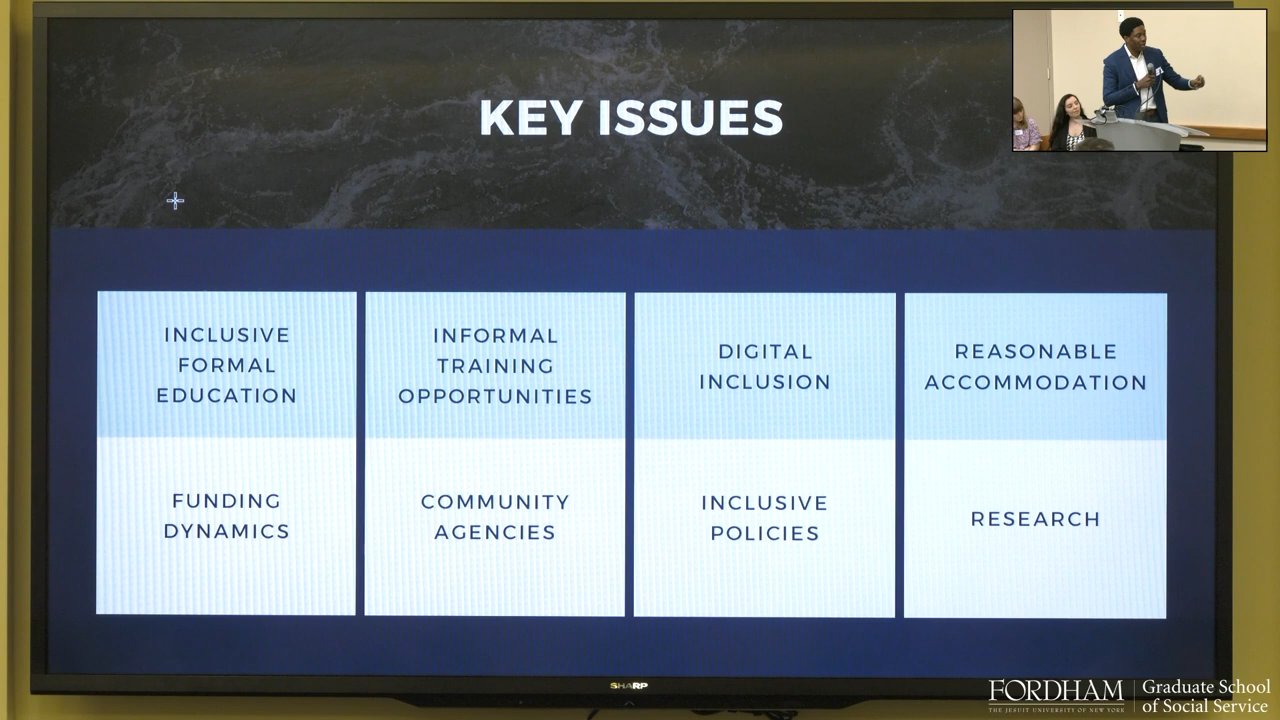 KEY ISSUES
INCLUSIVE
FORMAL
EDUCATION
INFORMAL
TRAINING
OPPORTUNITIES
DIGITAL
INCLUSION
REASONABLE
ACCOMMODATION
FUNDING
DYNAMICS
COMMUNITY
AGENCIES
INCLUSIVE
POLICIES
RESEARCH
SHARP
FORDHAM
THE JESUIT UNIVERSITY OF NEW YORK
Graduate School
of Social Service